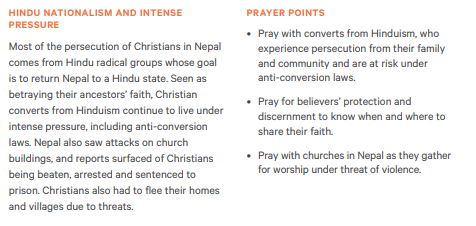 HINDU NATIONALISM AND INTENSE
PRESSURE
Most of the persecution of Christians in Nepal
comes from Hindu radical groups whose goal
is to return Nepal to a Hindu state. Seen as
betraying their ancestors' faith, Christian
converts from Hinduism continue to live under
intense pressure, including anti-conversion
laws. Nepal also saw attacks on church
buildings, and reports surfaced of Christians
being beaten, arrested and sentenced to
prison. Christians also had to flee their homes
and villages due to threats.
PRAYER POINTS
• Pray with converts from Hinduism, who
experience persecution from their family
and community and are at risk under
anti-conversion laws.
• Pray for believers' protection and
discernment to know when and where to
share their faith.
• Pray with churches in Nepal as they gather
for worship under threat of violence.